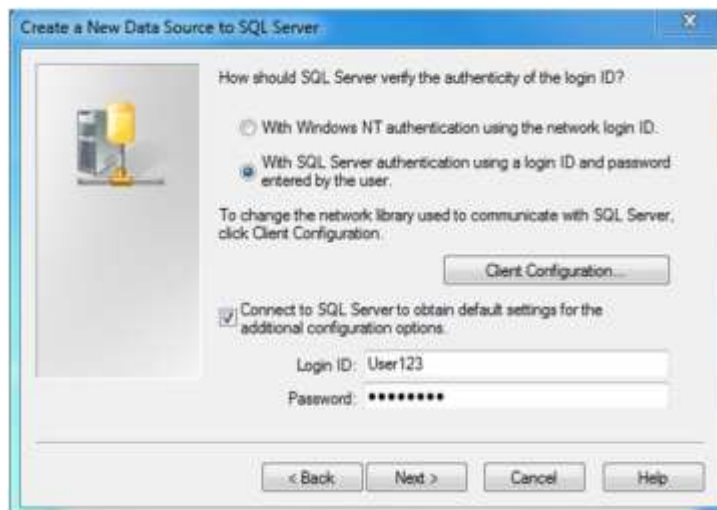 Create a New Data Source to SQL Server
How should SQL Server verify the authenticity of the login ID?
With Windows NT authentication using the network login ID.
With SQL Server authentication using a login ID and password
entered by the user.
To change the network library used to communicate with SQL Server,
click Client Configuration.
Client Configuration...
Connect to SQL Server to obtain default settings for the
additional configuration options.
Login ID: User123
Password: ••••••••
< Back Next > Cancel Help